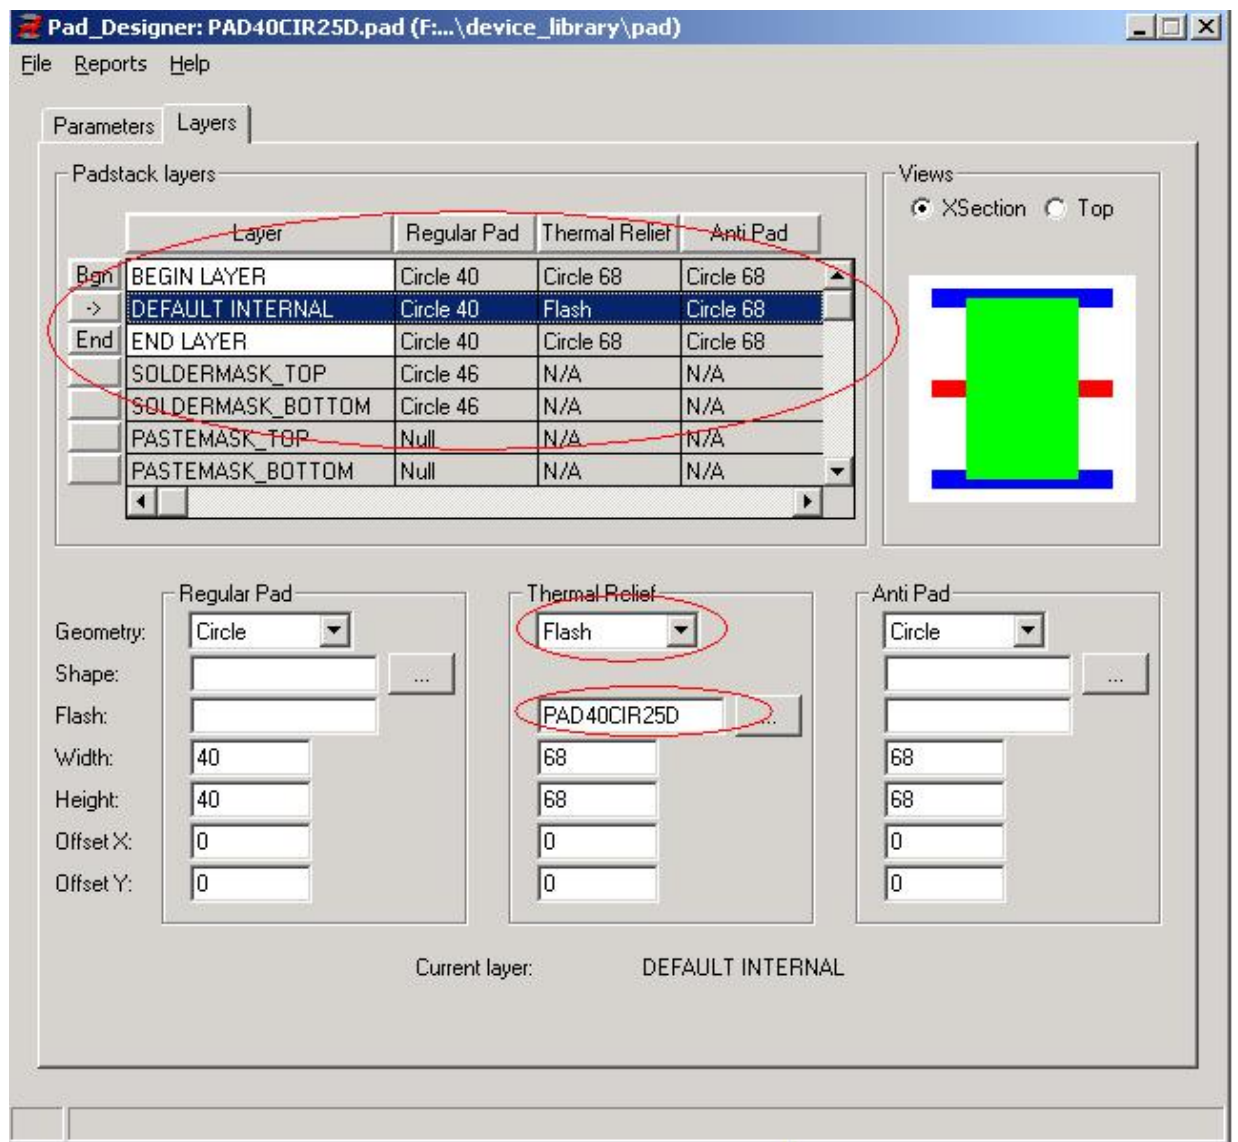 Pad_Designer: PAD40CIR25D.pad (F:...\device_library\pad)
File Reports Help
Parameters Layers
Padstack layers
Views
XSection Top
Layer Regular Pad Thermal Relief Anti Pad
Bgn BEGIN LAYER Circle 40 Circle 68 Circle 68
-> DEFAULT INTERNAL Circle 40 Flash Circle 68
End END LAYER Circle 40 Circle 68 Circle 68
SOLDERMASK_TOP Circle 46 N/A N/A
SOLDERMASK_BOTTOM Circle 46 N/A N/A
PASTEMASK_TOP Null N/A N/A
PASTEMASK_BOTTOM Null N/A N/A
Regular Pad Thermal Relief Anti Pad
Geometry: Circle Flash Circle
Shape: ... ...
Flash: PAD40CIR25D ...
Width: 40 68 68
Height: 40 68 68
Offset X: 0 0 0
Offset Y: 0 0 0
Current layer: DEFAULT INTERNAL